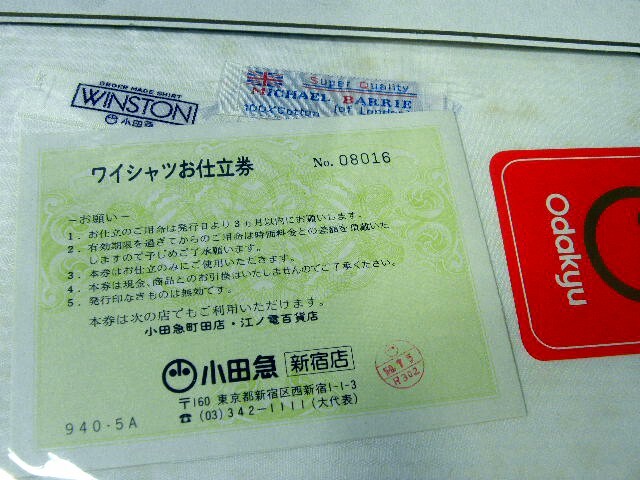 ORDER MADE SHIRT
WINSTON
小田急
Super Quality
MICHAEL BARRIE
100%Cotton for London
ワイシャツお仕立券
No. 08016
―お願い―
1. お仕立のご用命は発行日より3ヵ月以内にお願いします。
2. 有効期限を過ぎてからのご用命は時価料金との差額を頂戴いた
しますので予じめご了承願います。
3. 本券はお仕立のみにご使用いただきます。
4. 本券は現金、商品とのお引換はいたしませんのでご了承ください。
5. 発行印なきものは無効です。
本券は次の店でもご利用いただけます。
小田急町田店・江ノ電百貨店
小田急 新宿店
〒160 東京都新宿区西新宿1-1-3
☎ (03) 342-1111 (大代表)
R302
940-5A
Odakyu